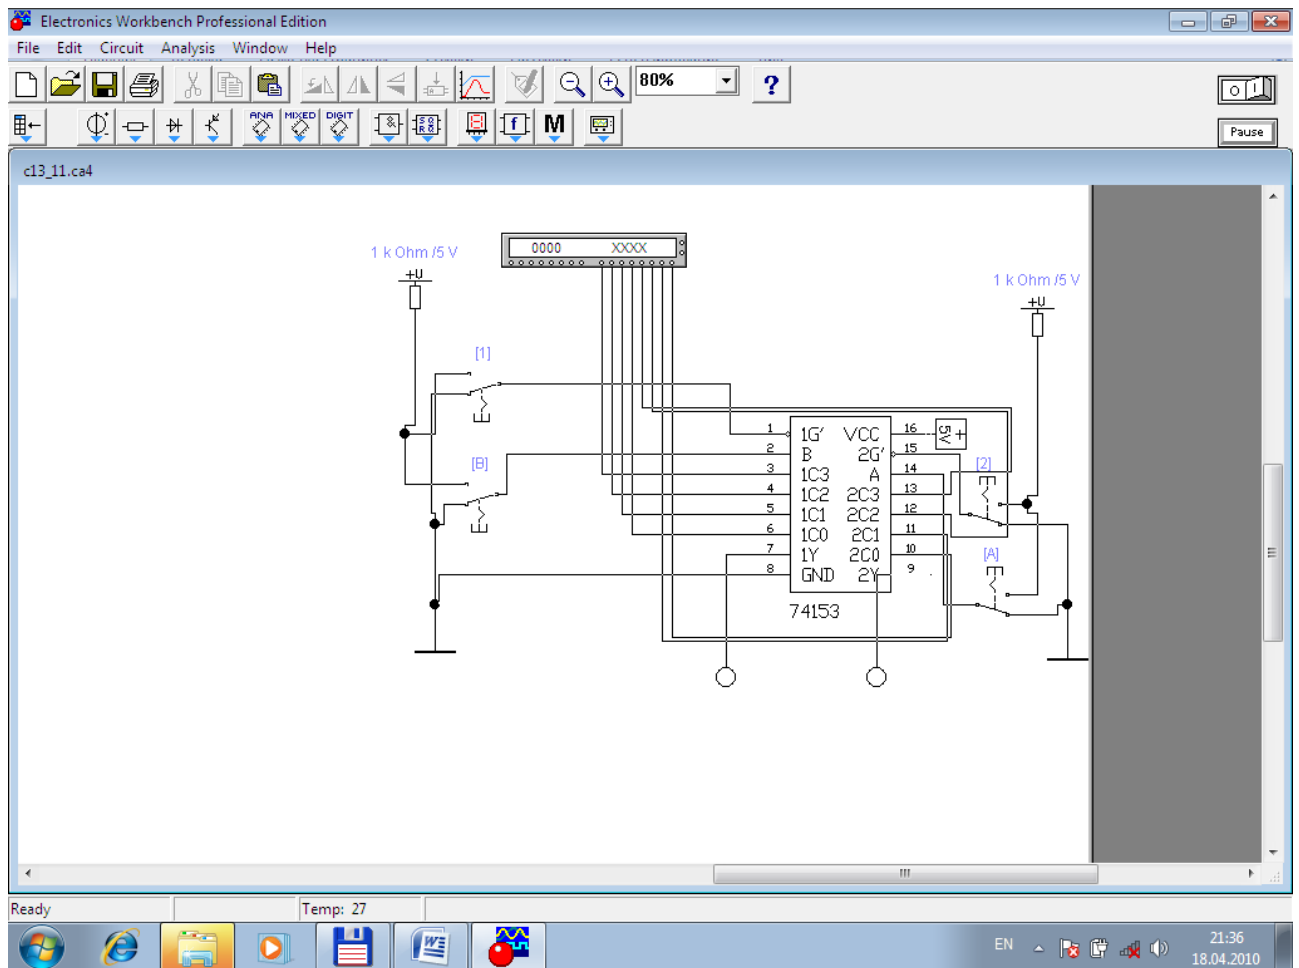 Electronics Workbench Professional Edition
File Edit Circuit Analysis Window Help
80%
?
ANA MIXED DIGIT
M
Pause
c13_11.ca4
1 k Ohm /5 V
+U
0000 XXXX
1 k Ohm /5 V
+U
[1]
[B]
[2]
[A]
1 1G' VCC 16
2 B 2G' 15
3 1C3 A 14
4 1C2 2C3 13
5 1C1 2C2 12
6 1C0 2C1 11
7 1Y 2C0 10
8 GND 2Y 9
+ 5V
74153
Ready Temp: 27
EN
21:36
18.04.2010